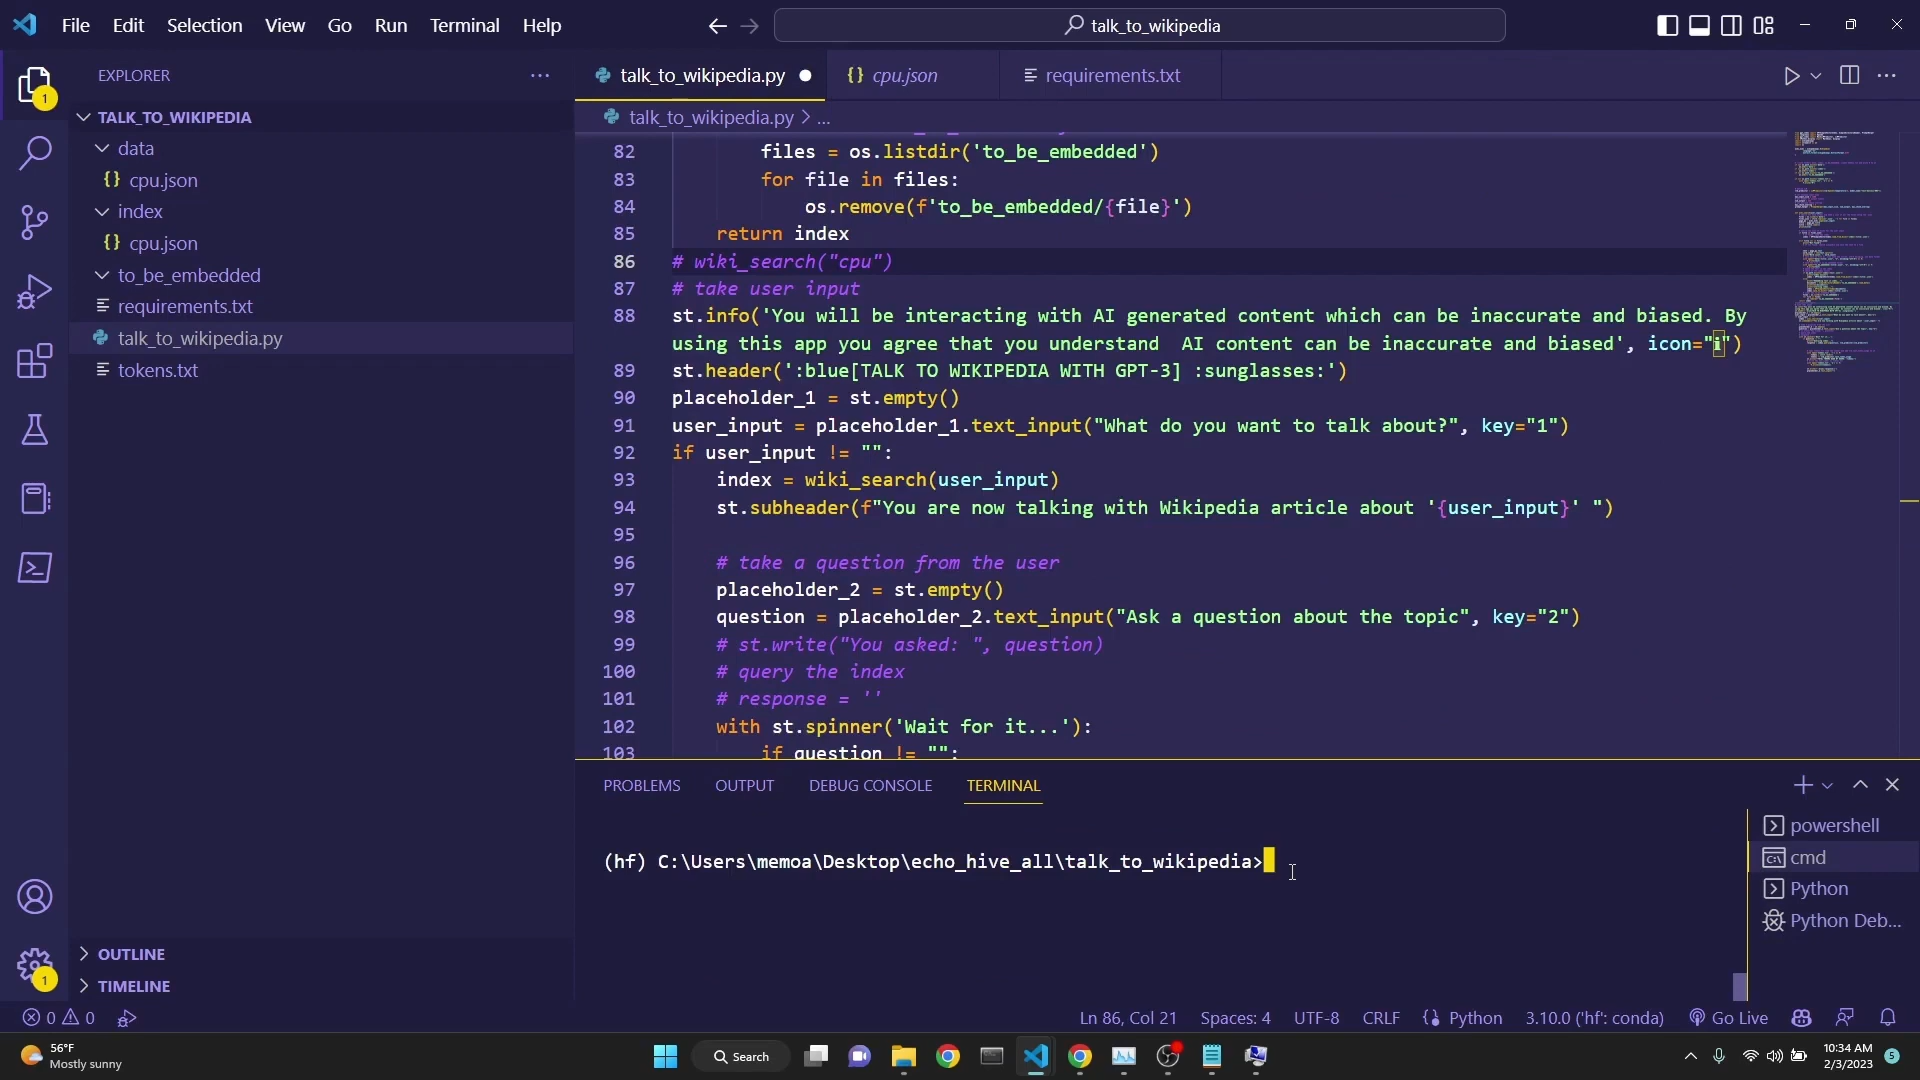 File Edit Selection View Go Run Terminal Help
talk_to_wikipedia
EXPLORER
talk_to_wikipedia.py
cpu.json
requirements.txt
1
TALK_TO_WIKIPEDIA
data
cpu.json
index
cpu.json
to_be_embedded
requirements.txt
talk_to_wikipedia.py
tokens.txt
OUTLINE
TIMELINE
1
talk_to_wikipedia.py > ...
82 files = os.listdir('to_be_embedded')
83 for file in files:
84 os.remove(f'to_be_embedded/{file}')
85 return index
86 # wiki_search("cpu")
87 # take user input
88 st.info('You will be interacting with AI generated content which can be inaccurate and biased. By
using this app you agree that you understand  AI content can be inaccurate and biased', icon="ℹ")
89 st.header(':blue[TALK TO WIKIPEDIA WITH GPT-3] :sunglasses:')
90 placeholder_1 = st.empty()
91 user_input = placeholder_1.text_input("What do you want to talk about?", key="1")
92 if user_input != "":
93 index = wiki_search(user_input)
94 st.subheader(f"You are now talking with Wikipedia article about '{user_input}' ")
95
96 # take a question from the user
97 placeholder_2 = st.empty()
98 question = placeholder_2.text_input("Ask a question about the topic", key="2")
99 # st.write("You asked: ", question)
100 # query the index
101 # response = ''
102 with st.spinner('Wait for it...'):
103 if question != "":
PROBLEMS OUTPUT DEBUG CONSOLE TERMINAL
(hf) C:\Users\memoa\Desktop\echo_hive_all\talk_to_wikipedia>
powershell
cmd
Python
Python Deb...
0 0
Ln 86, Col 21 Spaces: 4 UTF-8 CRLF Python 3.10.0 ('hf': conda) Go Live
56°F
Mostly sunny
Search
10:34 AM
2/3/2023
5